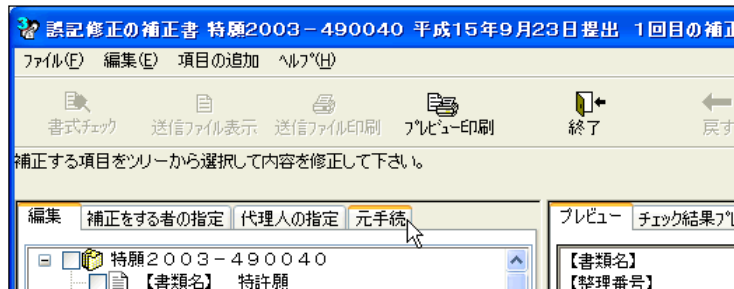 誤記修正の補正書 特願2003-490040 平成15年9月23日提出 1回目の補正
ﾌｧｲﾙ(F) 編集(E) 項目の追加 ﾍﾙﾌﾟ(H)
書式ﾁｪｯｸ 送信ﾌｧｲﾙ表示 送信ﾌｧｲﾙ印刷 ﾌﾟﾚﾋﾞｭｰ印刷 終了 戻す
補正する項目をﾂﾘｰから選択して内容を修正して下さい。
編集 補正をする者の指定 代理人の指定 元手続 プレビュー ﾁｪｯｸ結果ﾌﾟﾚ
特願２００３－４９００４０ 【書類名】
【書類名】 特許願 【整理番号】